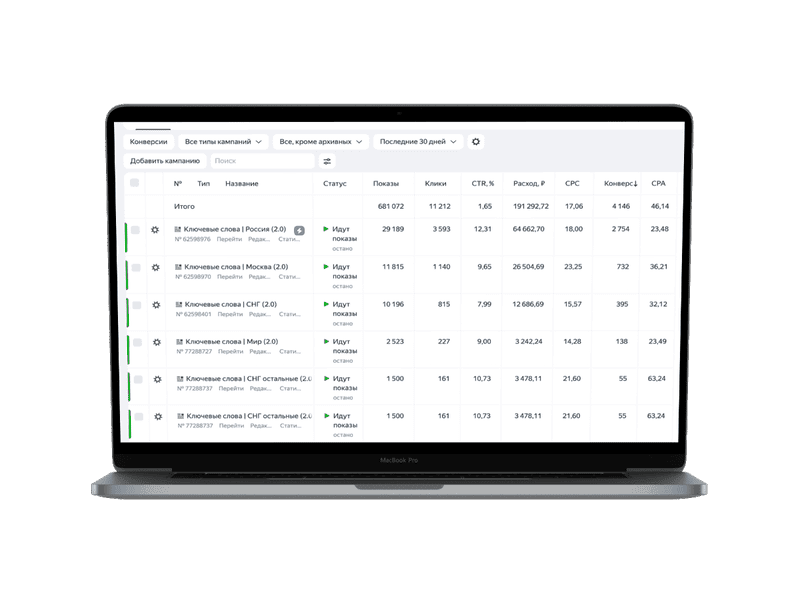 Конверсии Все типы кампаний Все, кроме архивных Последние 30 дней
Добавить кампанию Поиск
№ Тип Название Статус Показы Клики CTR, % Расход, ₽ CPC Конверс↓ CPA
Итого 681 072 11 212 1,65 191 292,72 17,06 4 146 46,14
Ключевые слова | Россия (2.0) Идут 29 189 3 593 12,31 64 662,70 18,00 2 754 23,48
№ 62598976 Перейти Редак... Стати... показы
остано
Ключевые слова | Москва (2.0) Идут 11 815 1 140 9,65 26 504,69 23,25 732 36,21
№ 62598970 Перейти Редак... Стати... показы
остано
Ключевые слова | СНГ (2.0) Идут 10 196 815 7,99 12 686,69 15,57 395 32,12
№ 62598401 Перейти Редак... Стати... показы
остано
Ключевые слова | Мир (2.0) Идут 2 523 227 9,00 3 242,24 14,28 138 23,49
№ 77288727 Перейти Редак... Стати... показы
остано
Ключевые слова | СНГ остальные (2.0 Идут 1 500 161 10,73 3 478,11 21,60 55 63,24
№ 77288737 Перейти Редак... Стати... показы
остано
Ключевые слова | СНГ остальные (2.0 Идут 1 500 161 10,73 3 478,11 21,60 55 63,24
№ 77288737 Перейти Редак... Стати... показы
остано
MacBook Pro